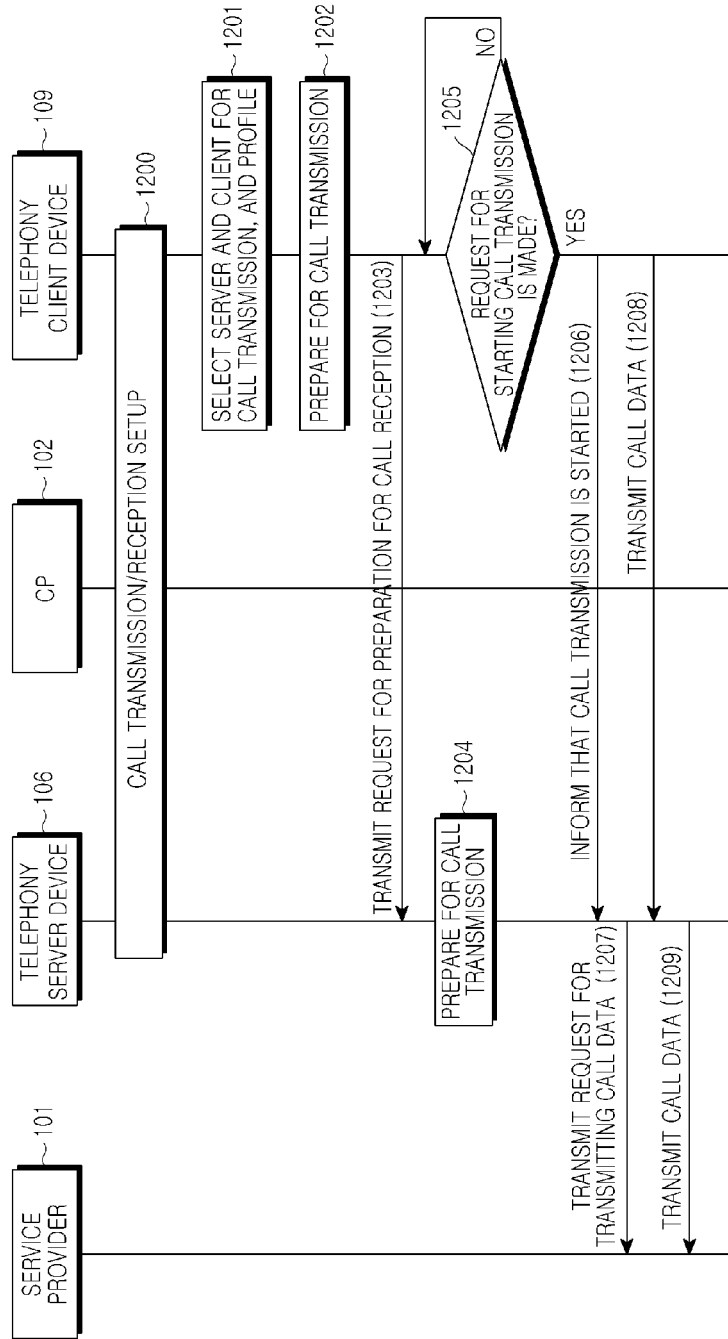 SERVICE
PROVIDER
101
TELEPHONY
SERVER DEVICE
106
CP
102
TELEPHONY
CLIENT DEVICE
109
CALL TRANSMISSION/RECEPTION SETUP
1200
SELECT SERVER AND CLIENT FOR
CALL TRANSMISSION, AND PROFILE
1201
PREPARE FOR CALL TRANSMISSION
1202
TRANSMIT REQUEST FOR PREPARATION FOR CALL RECEPTION (1203)
PREPARE FOR CALL
TRANSMISSION
1204
REQUEST FOR
STARTING CALL TRANSMISSION
IS MADE?
1205
NO
YES
INFORM THAT CALL TRANSMISSION IS STARTED (1206)
TRANSMIT REQUEST FOR
TRANSMITTING CALL DATA (1207)
TRANSMIT CALL DATA (1208)
TRANSMIT CALL DATA (1209)